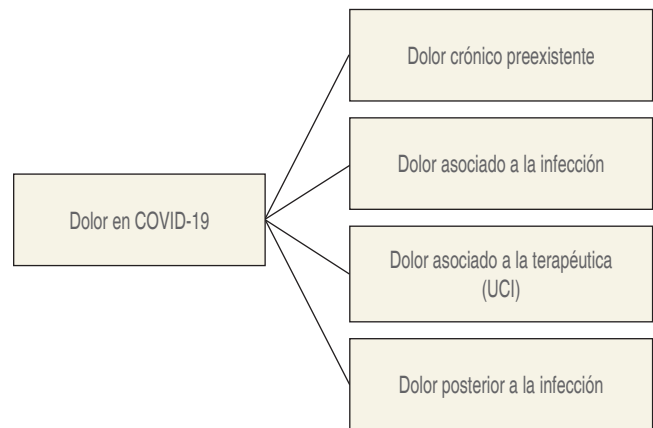 Dolor crónico preexistente
Dolor asociado a la infección
Dolor en COVID-19
Dolor asociado a la terapéutica
(UCI)
Dolor posterior a la infección